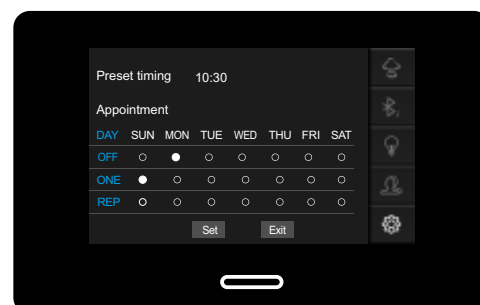 Preset timing 10:30
Appointment
DAY SUN MON TUE WED THU FRI SAT
OFF
ONE
REP
Set Exit